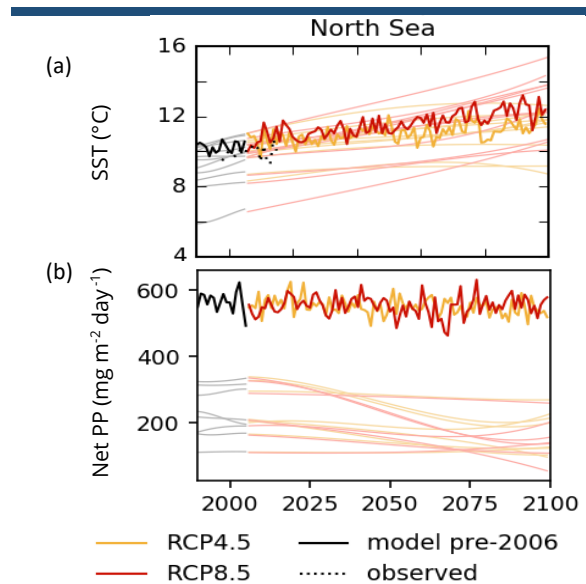 North Sea
(a)
16
12
8
4
SST (°C)
(b)
600
400
200
Net PP (mg m⁻² day⁻¹)
2000 2025 2050 2075 2100
RCP4.5 model pre-2006
RCP8.5 observed